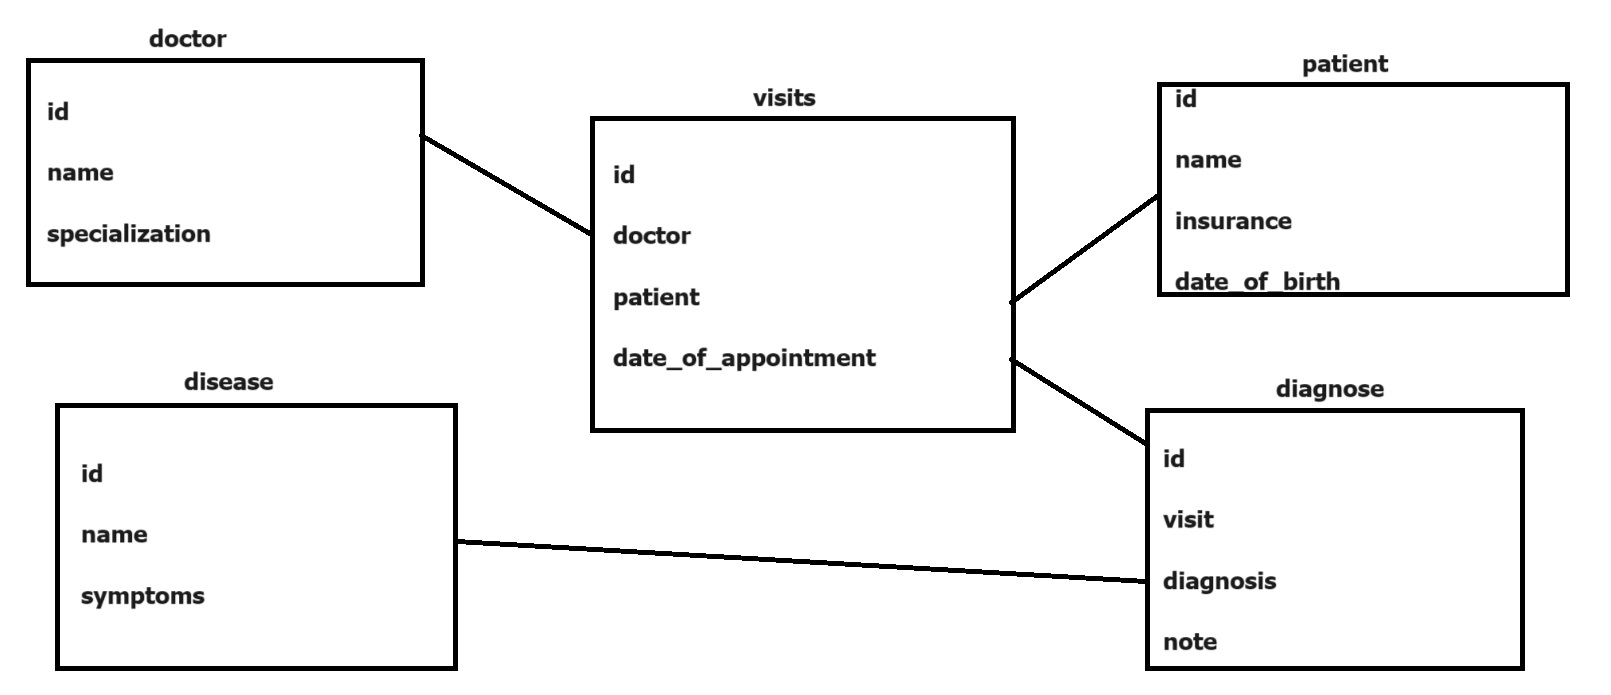 doctor
id
name
specialization
visits
id
doctor
patient
date_of_appointment
patient
id
name
insurance
date_of_birth
disease
id
name
symptoms
diagnose
id
visit
diagnosis
note